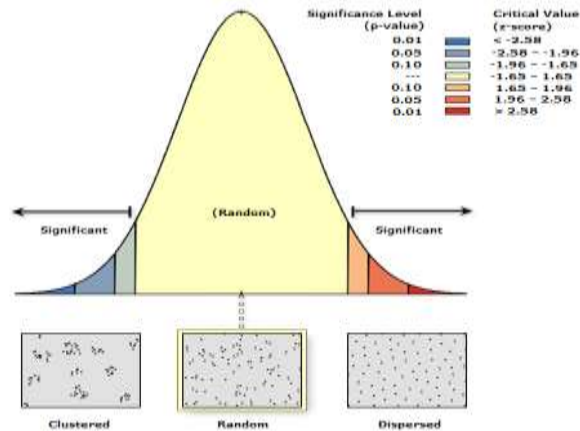 Significance Level
(p-value)
Critical Value
(z-score)
0.01 < -2.58
0.05 -2.58 – -1.96
0.10 -1.96 – -1.65
--- -1.65 – 1.65
0.10 1.65 – 1.96
0.05 1.96 – 2.58
0.01 > 2.58
(Random)
Significant
Significant
Clustered
Random
Dispersed